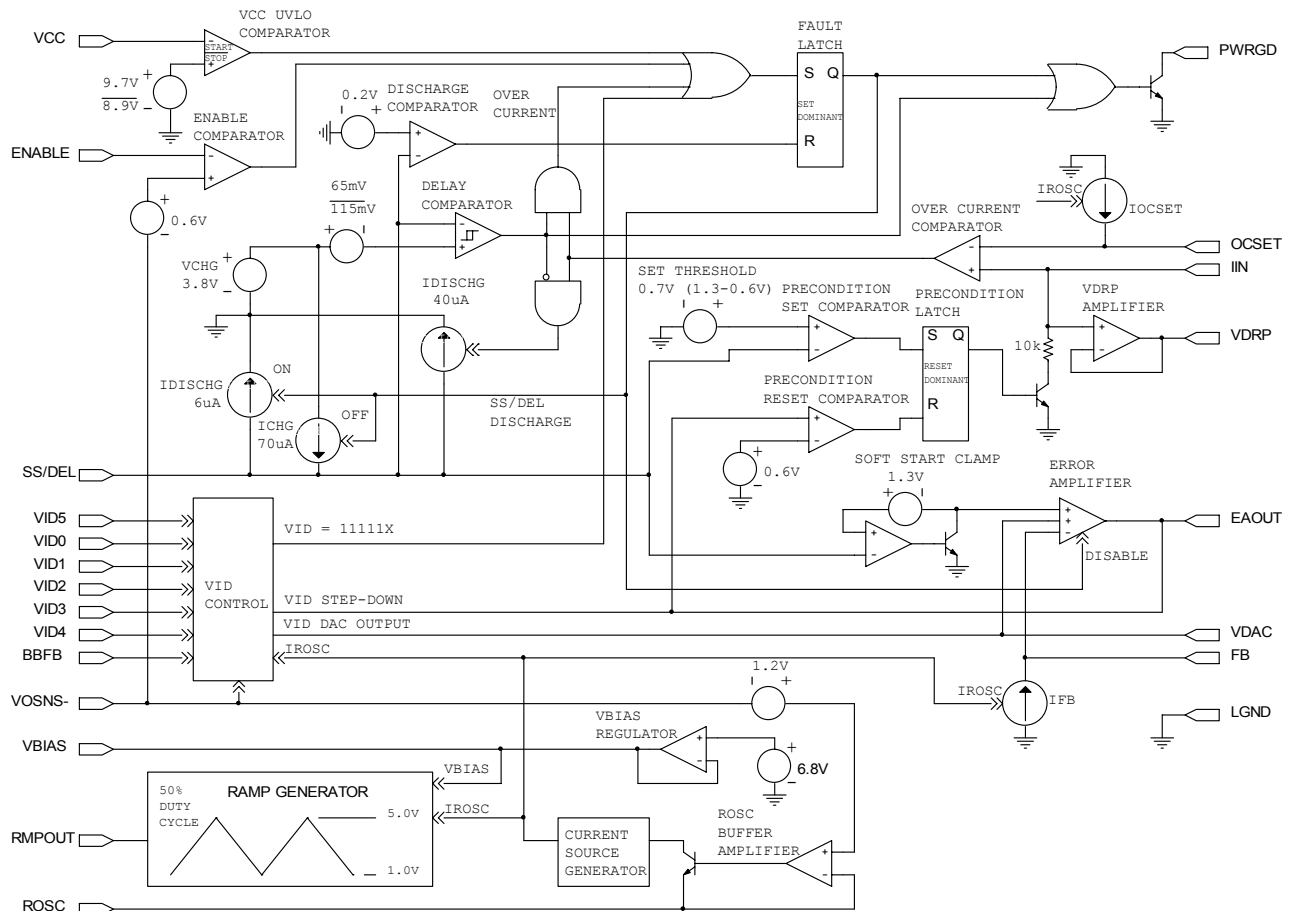 VCC UVLO
COMPARATOR
VCC
−
START
STOP
+
9.7V
8.9V
+
−
ENABLE
COMPARATOR
ENABLE
−
+
+
0.6V
−
0.2V
−
+
DISCHARGE
COMPARATOR
+
−
OVER
CURRENT
FAULT
LATCH
S Q
SET
DOMINANT
R
PWRGD
65mV
115mV
+
−
DELAY
COMPARATOR
−
+
VCHG
3.8V
+
−
IDISCHG
40uA
IROSC
IOCSET
OVER CURRENT
COMPARATOR
−
+
OCSET
IIN
SET THRESHOLD
0.7V (1.3-0.6V)
−
+
PRECONDITION
SET COMPARATOR
+
−
PRECONDITION
LATCH
S Q
RESET
DOMINANT
R
VDRP
AMPLIFIER
+
−
10k
VDRP
IDISCHG
6uA
ON
ICHG
70uA
OFF
SS/DEL
DISCHARGE
PRECONDITION
RESET COMPARATOR
+
−
+
0.6V
−
SS/DEL
SOFT START CLAMP
1.3V
+
−
+
−
ERROR
AMPLIFIER
+
+
−
DISABLE
EAOUT
VID5
VID0
VID1
VID2
VID3
VID4
BBFB
VID
CONTROL
VID = 11111X
VID STEP-DOWN
VID DAC OUTPUT
IROSC
VDAC
FB
IROSC
IFB
LGND
VOSNS-
1.2V
−
+
VBIAS
VBIAS
REGULATOR
+
−
+
6.8V
−
VBIAS
IROSC
50%
DUTY
CYCLE
RAMP GENERATOR
5.0V
1.0V
RMPOUT
CURRENT
SOURCE
GENERATOR
ROSC
BUFFER
AMPLIFIER
+
−
ROSC